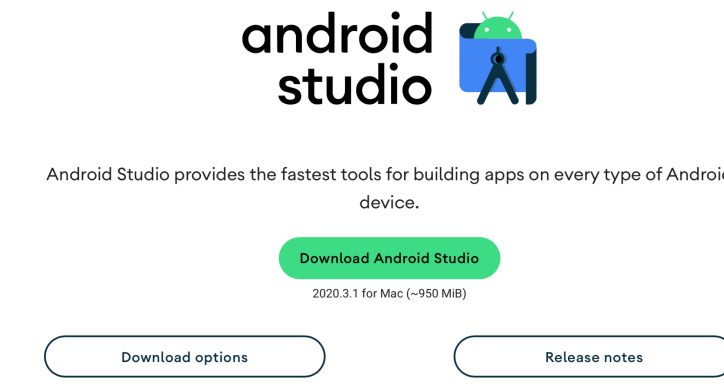 android
studio
Android Studio provides the fastest tools for building apps on every type of
device.
Download Android Studio
2020.3.1 for Mac (~950 MiB)
Download options
Release notes